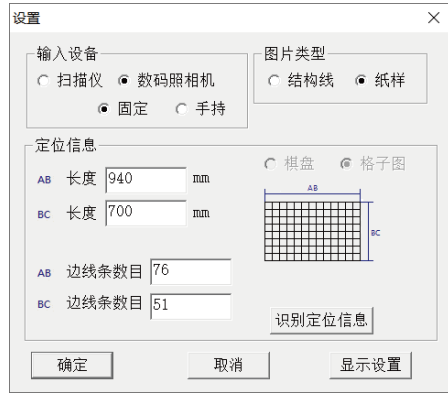 设置
输入设备
扫描仪 数码照相机
固定 手持
图片类型
结构线 纸样
定位信息
AB 长度 940 mm
BC 长度 700 mm
AB 边线条数目 76
BC 边线条数目 51
棋盘 格子图
AB
BC
识别定位信息
确定 取消 显示设置